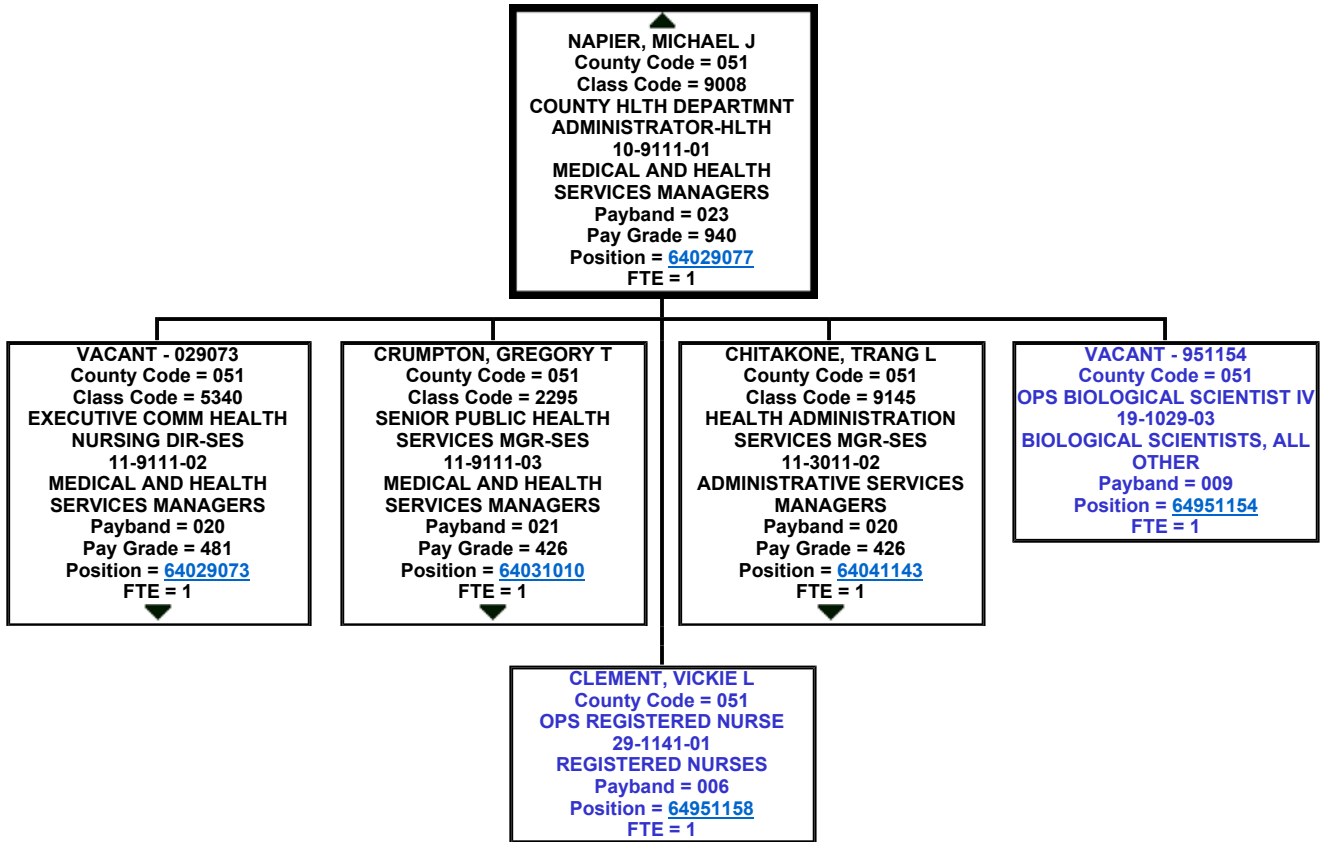 NAPIER, MICHAEL J
County Code = 051
Class Code = 9008
COUNTY HLTH DEPARTMNT
ADMINISTRATOR-HLTH
10-9111-01
MEDICAL AND HEALTH
SERVICES MANAGERS
Payband = 023
Pay Grade = 940
Position = 64029077
FTE = 1
VACANT - 029073
County Code = 051
Class Code = 5340
EXECUTIVE COMM HEALTH
NURSING DIR-SES
11-9111-02
MEDICAL AND HEALTH
SERVICES MANAGERS
Payband = 020
Pay Grade = 481
Position = 64029073
FTE = 1
CRUMPTON, GREGORY T
County Code = 051
Class Code = 2295
SENIOR PUBLIC HEALTH
SERVICES MGR-SES
11-9111-03
MEDICAL AND HEALTH
SERVICES MANAGERS
Payband = 021
Pay Grade = 426
Position = 64031010
FTE = 1
CHITAKONE, TRANG L
County Code = 051
Class Code = 9145
HEALTH ADMINISTRATION
SERVICES MGR-SES
11-3011-02
ADMINISTRATIVE SERVICES
MANAGERS
Payband = 020
Pay Grade = 426
Position = 64041143
FTE = 1
VACANT - 951154
County Code = 051
OPS BIOLOGICAL SCIENTIST IV
19-1029-03
BIOLOGICAL SCIENTISTS, ALL
OTHER
Payband = 009
Position = 64951154
FTE = 1
CLEMENT, VICKIE L
County Code = 051
OPS REGISTERED NURSE
29-1141-01
REGISTERED NURSES
Payband = 006
Position = 64951158
FTE = 1